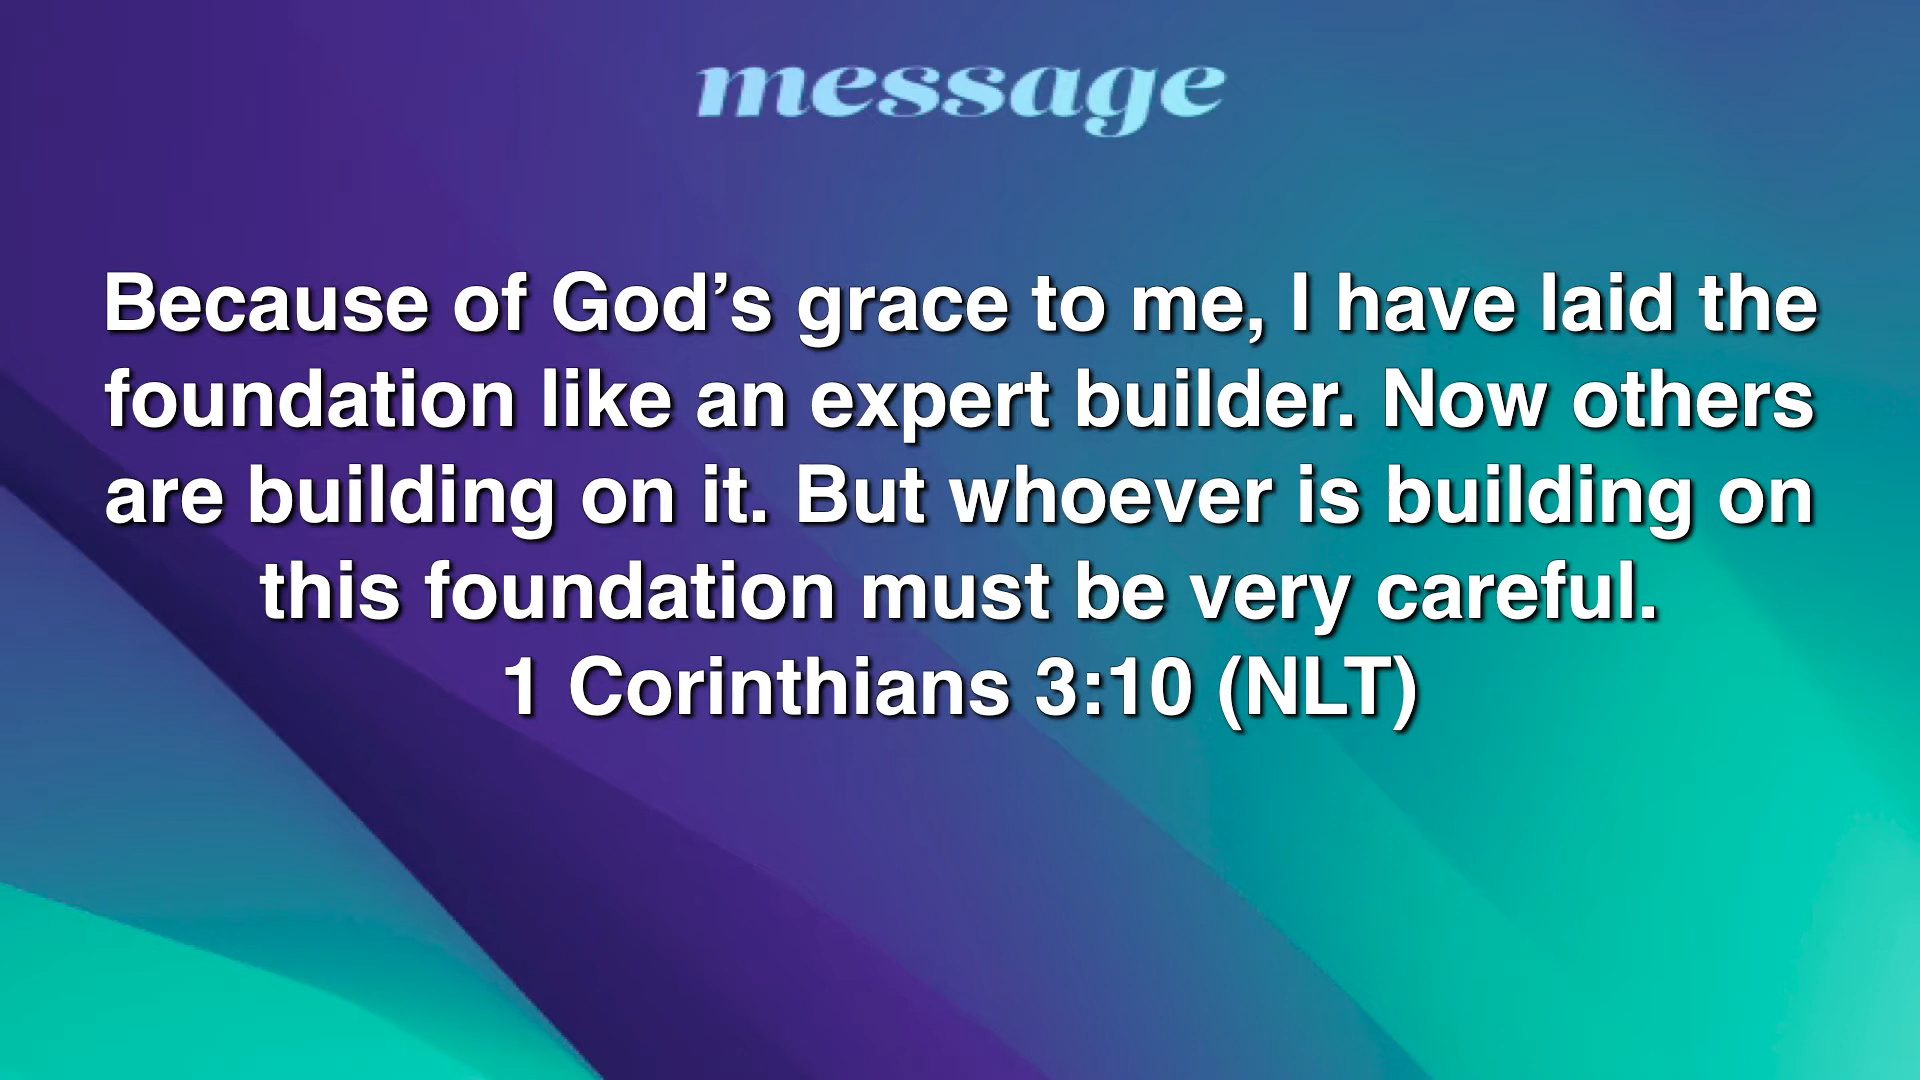 message
Because of God’s grace to me, I have laid the
foundation like an expert builder. Now others
are building on it. But whoever is building on
this foundation must be very careful.
1 Corinthians 3:10 (NLT)